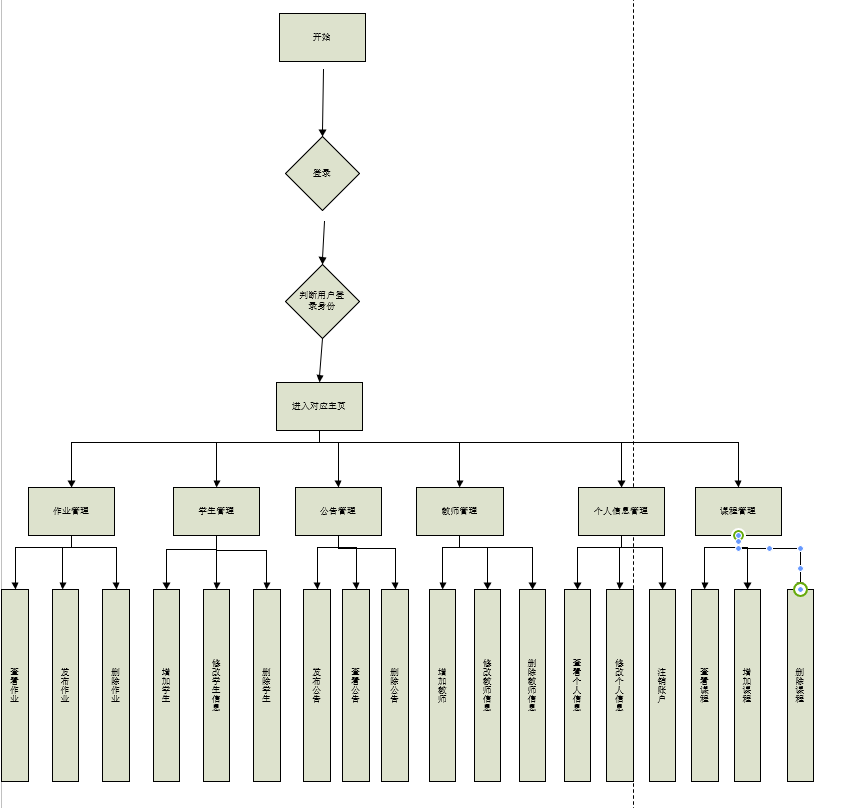 开始
登录
判断用户登
录身份
进入对应主页
作业管理
学生管理
公告管理
教师管理
个人信息管理
课程管理
查看作业
发布作业
删除作业
增加学生
修改学生信息
删除学生
发布公告
查看公告
删除公告
增加教师
修改教师信息
删除教师信息
查看个人信息
修改个人信息
注销账户
查看课程
增加课程
删除课程